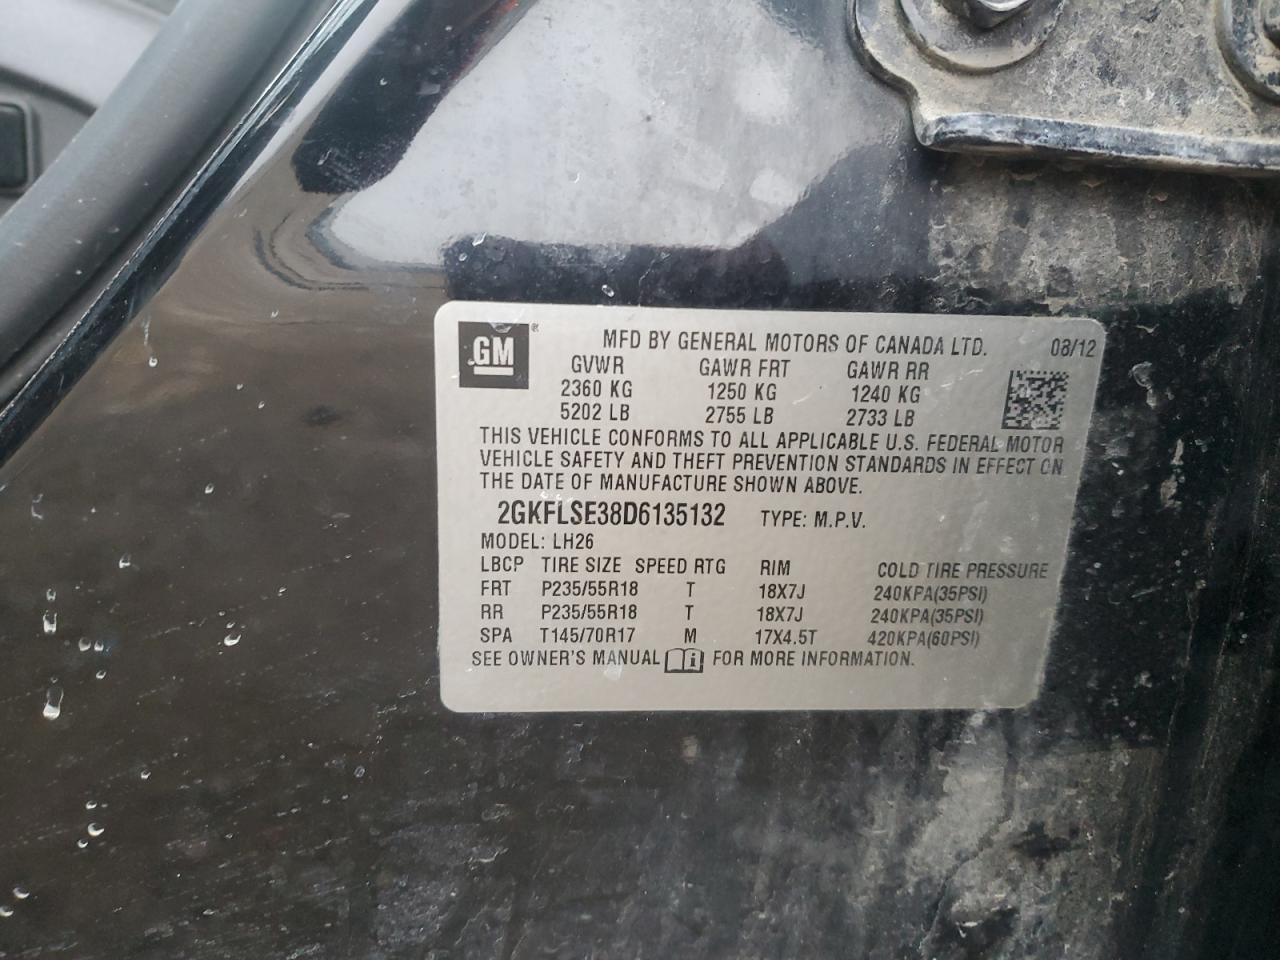 GM ®
MFD BY GENERAL MOTORS OF CANADA LTD. 08/12
GVWR GAWR FRT GAWR RR
2360 KG 1250 KG 1240 KG
5202 LB 2755 LB 2733 LB
THIS VEHICLE CONFORMS TO ALL APPLICABLE U.S. FEDERAL MOTOR
VEHICLE SAFETY AND THEFT PREVENTION STANDARDS IN EFFECT ON
THE DATE OF MANUFACTURE SHOWN ABOVE.
2GKFLSE38D6135132 TYPE: M.P.V.
MODEL: LH26
LBCP TIRE SIZE SPEED RTG RIM COLD TIRE PRESSURE
FRT P235/55R18 T 18X7J 240KPA(35PSI)
RR P235/55R18 T 18X7J 240KPA(35PSI)
SPA T145/70R17 M 17X4.5T 420KPA(60PSI)
SEE OWNER'S MANUAL i FOR MORE INFORMATION.